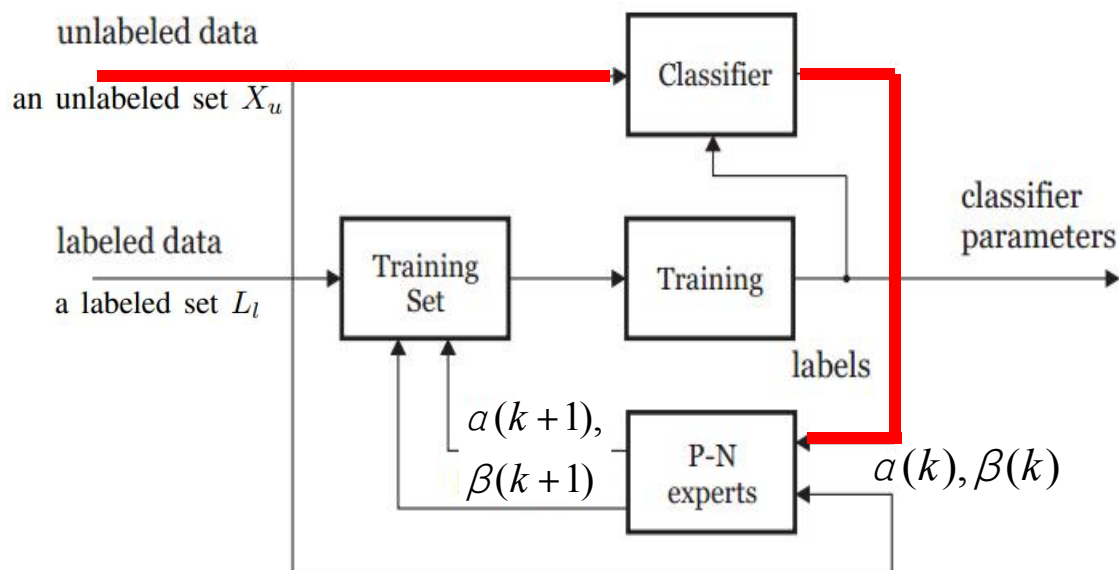 unlabeled data
Classifier
an unlabeled set X_u
classifier
parameters
labeled data
Training
Set
Training
a labeled set L_l
labels
α(k+1),
β(k+1)
P-N
experts
α(k), β(k)